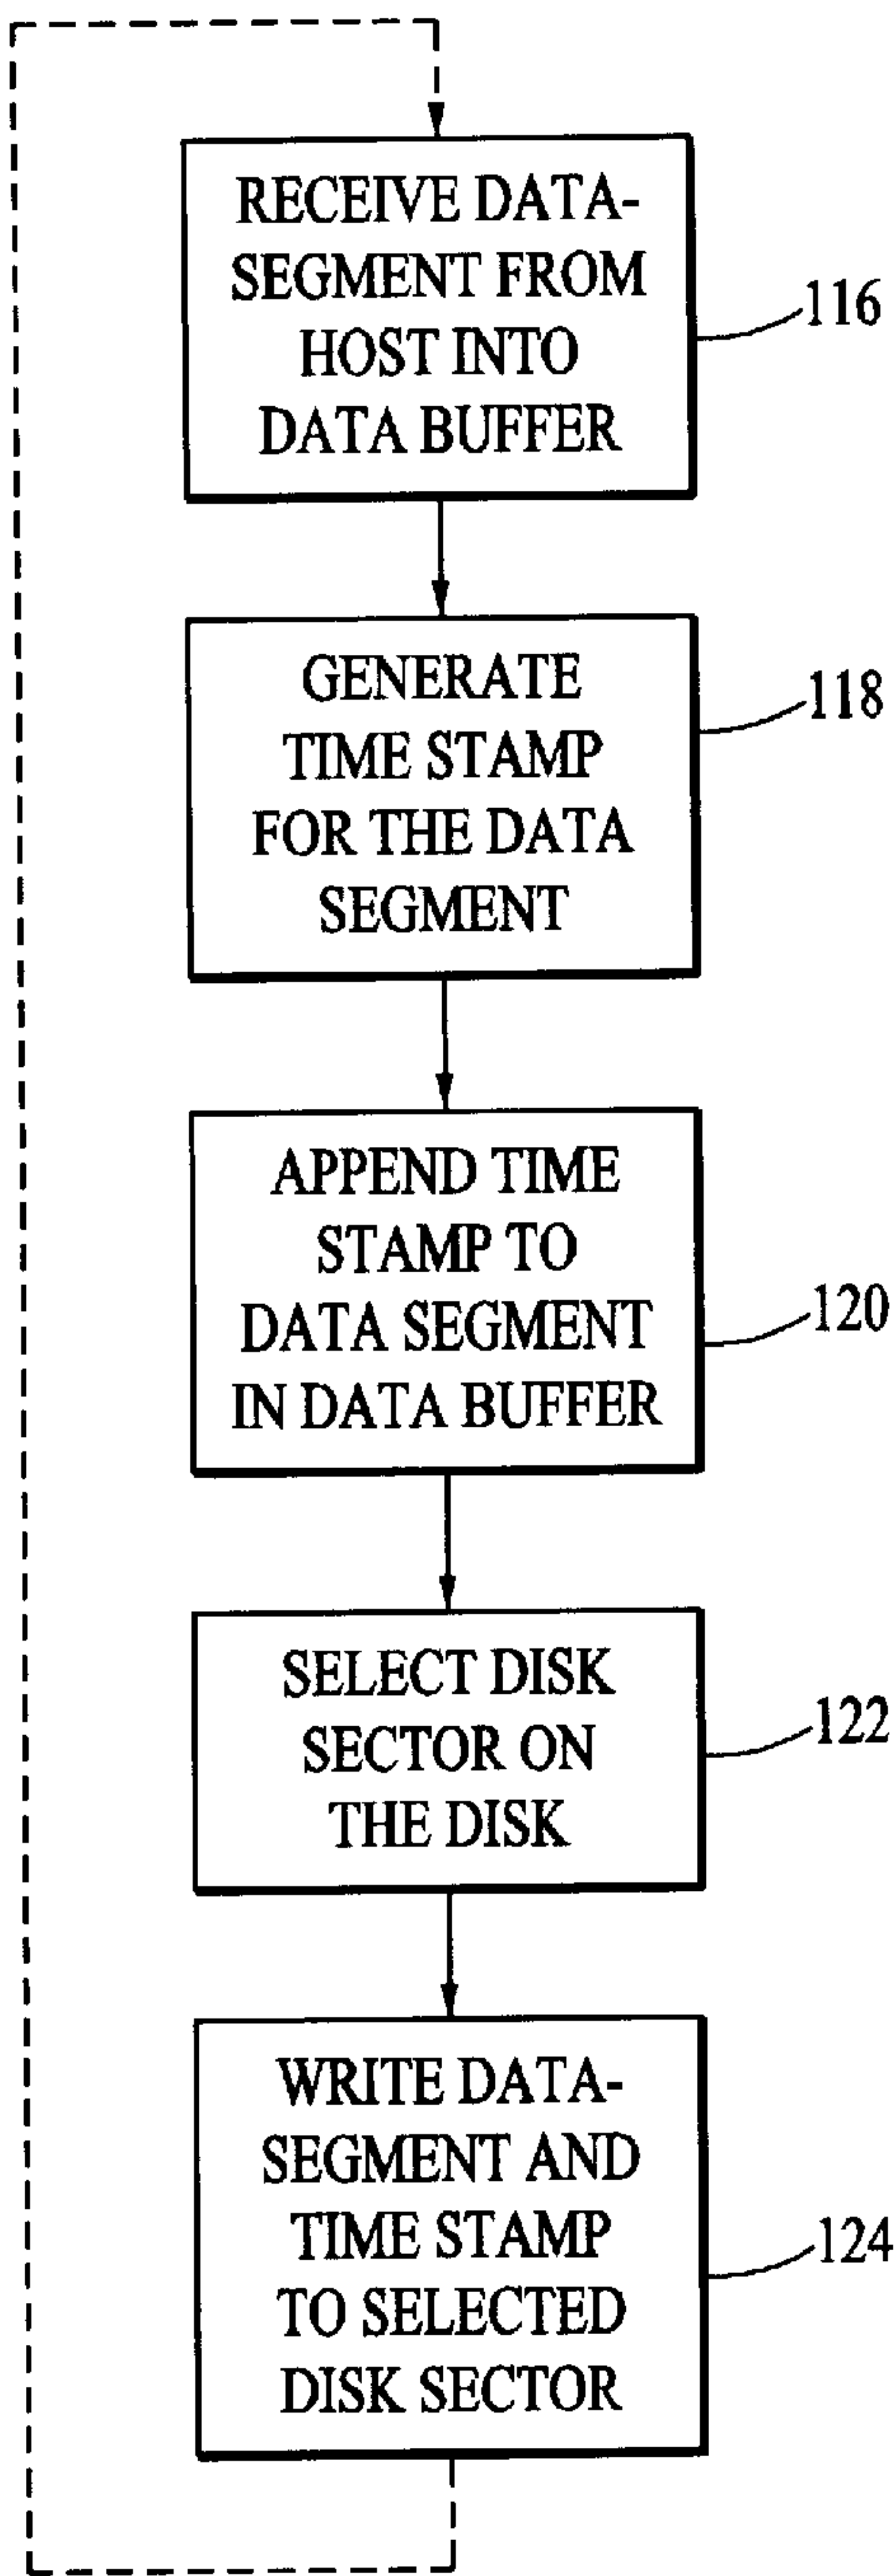 RECEIVE DATA-
SEGMENT FROM
HOST INTO
DATA BUFFER
116
GENERATE
TIME STAMP
FOR THE DATA
SEGMENT
118
APPEND TIME
STAMP TO
DATA SEGMENT
IN DATA BUFFER
120
SELECT DISK
SECTOR ON
THE DISK
122
WRITE DATA-
SEGMENT AND
TIME STAMP
TO SELECTED
DISK SECTOR
124